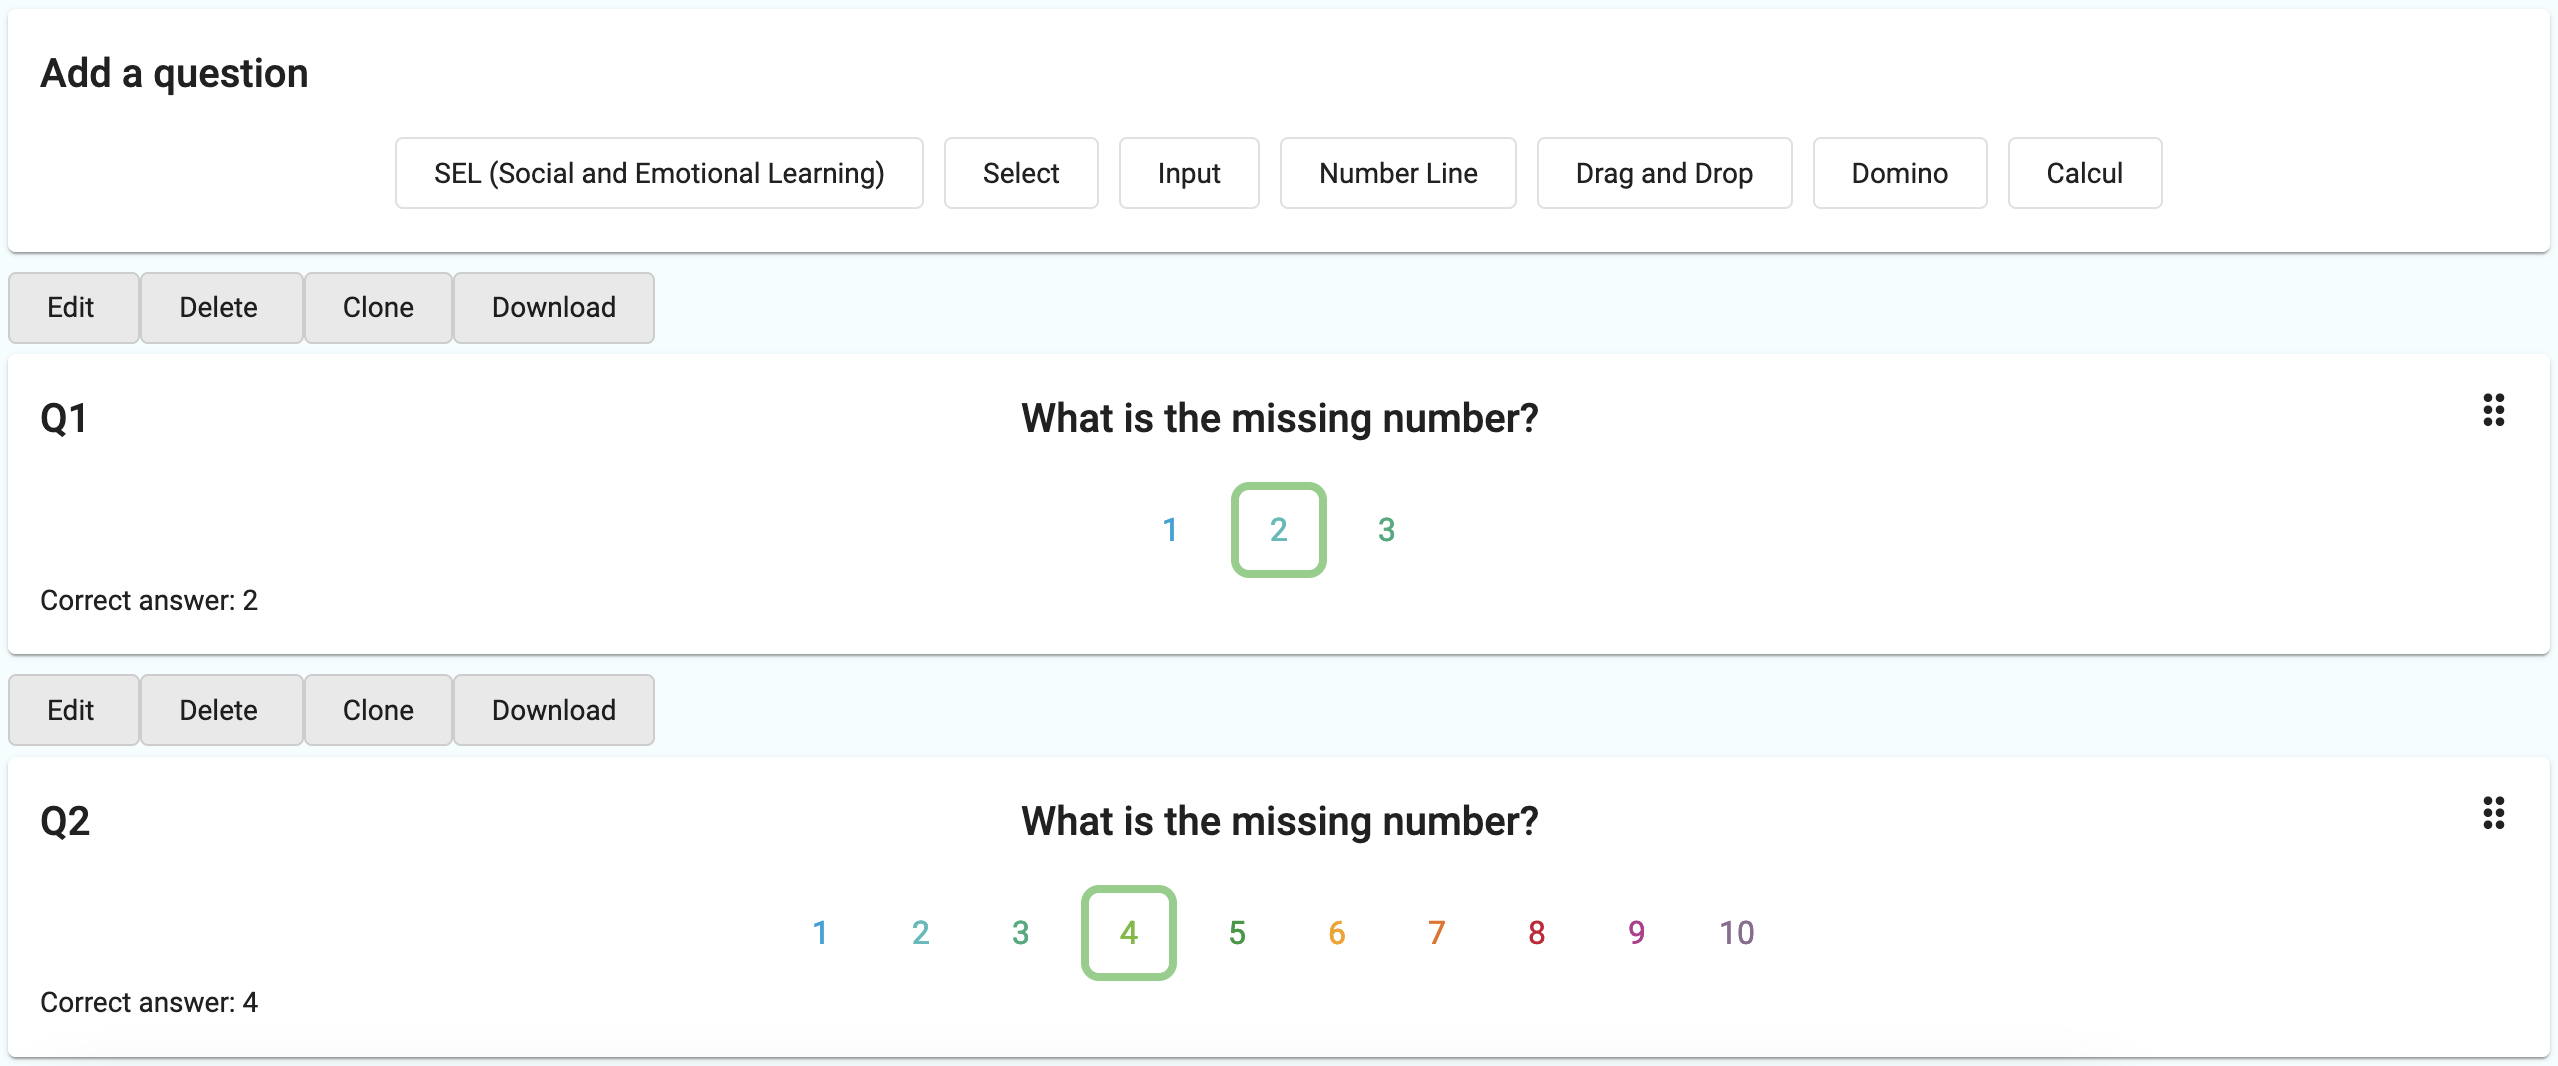 Add a question
SEL (Social and Emotional Learning) Select Input Number Line Drag and Drop Domino Calcul
Edit Delete Clone Download
Q1 What is the missing number?
1 2 3
Correct answer: 2
Edit Delete Clone Download
Q2 What is the missing number?
1 2 3 4 5 6 7 8 9 10
Correct answer: 4